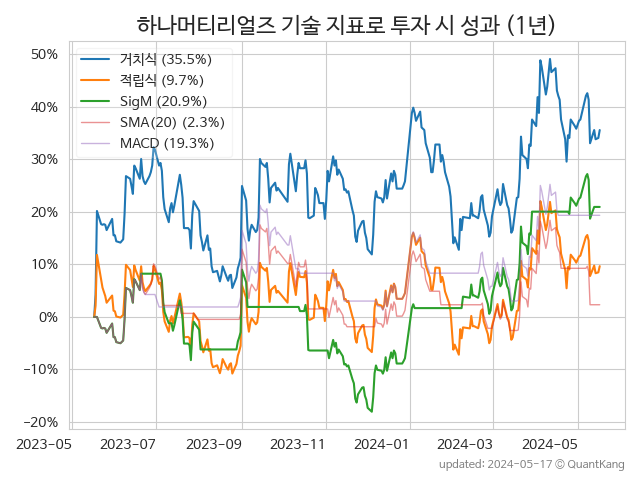 하나머티리얼즈 기술 지표로 투자 시 성과 (1년)
거치식 (35.5%)
적립식 (9.7%)
SigM (20.9%)
SMA(20) (2.3%)
MACD (19.3%)
50%
40%
30%
20%
10%
0%
−10%
−20%
2023-05 2023-07 2023-09 2023-11 2024-01 2024-03 2024-05
updated: 2024-05-17 ⓒ QuantKang